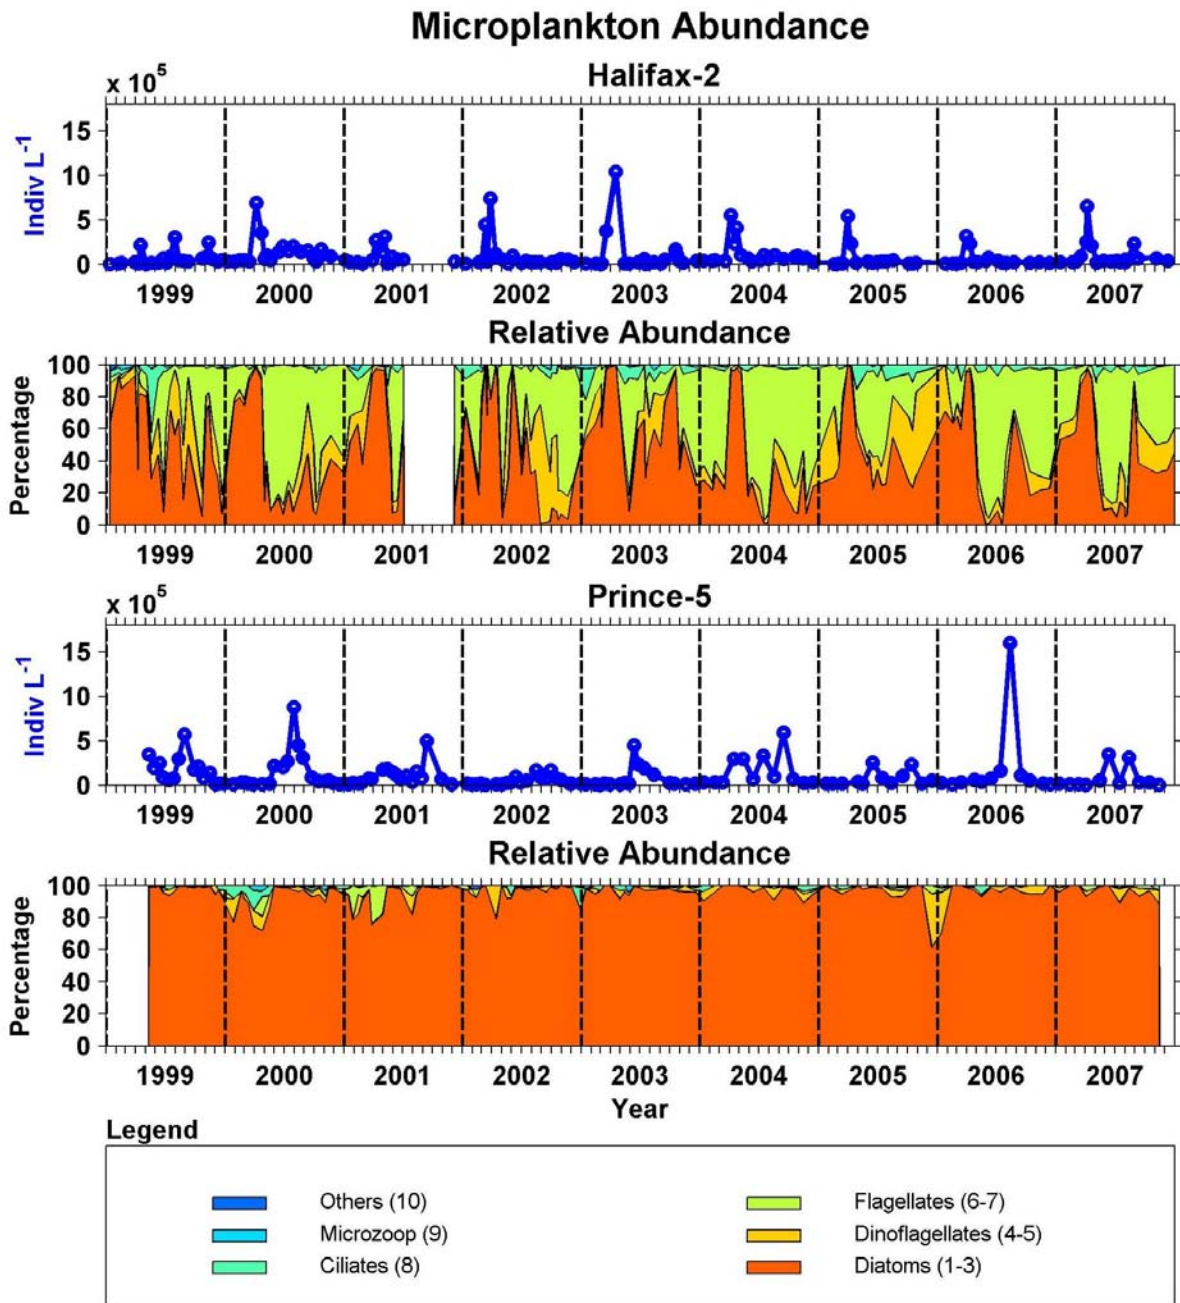 Microplankton Abundance
Halifax-2
x 10^5
Indiv L^-1
15
10
5
0
1999 2000 2001 2002 2003 2004 2005 2006 2007
Relative Abundance
Percentage
100
80
60
40
20
0
1999 2000 2001 2002 2003 2004 2005 2006 2007
Prince-5
x 10^5
Indiv L^-1
15
10
5
0
1999 2000 2001 2002 2003 2004 2005 2006 2007
Relative Abundance
Percentage
100
80
60
40
20
0
1999 2000 2001 2002 2003 2004 2005 2006 2007
Year
Legend
Others (10)
Microzoop (9)
Ciliates (8)
Flagellates (6-7)
Dinoflagellates (4-5)
Diatoms (1-3)